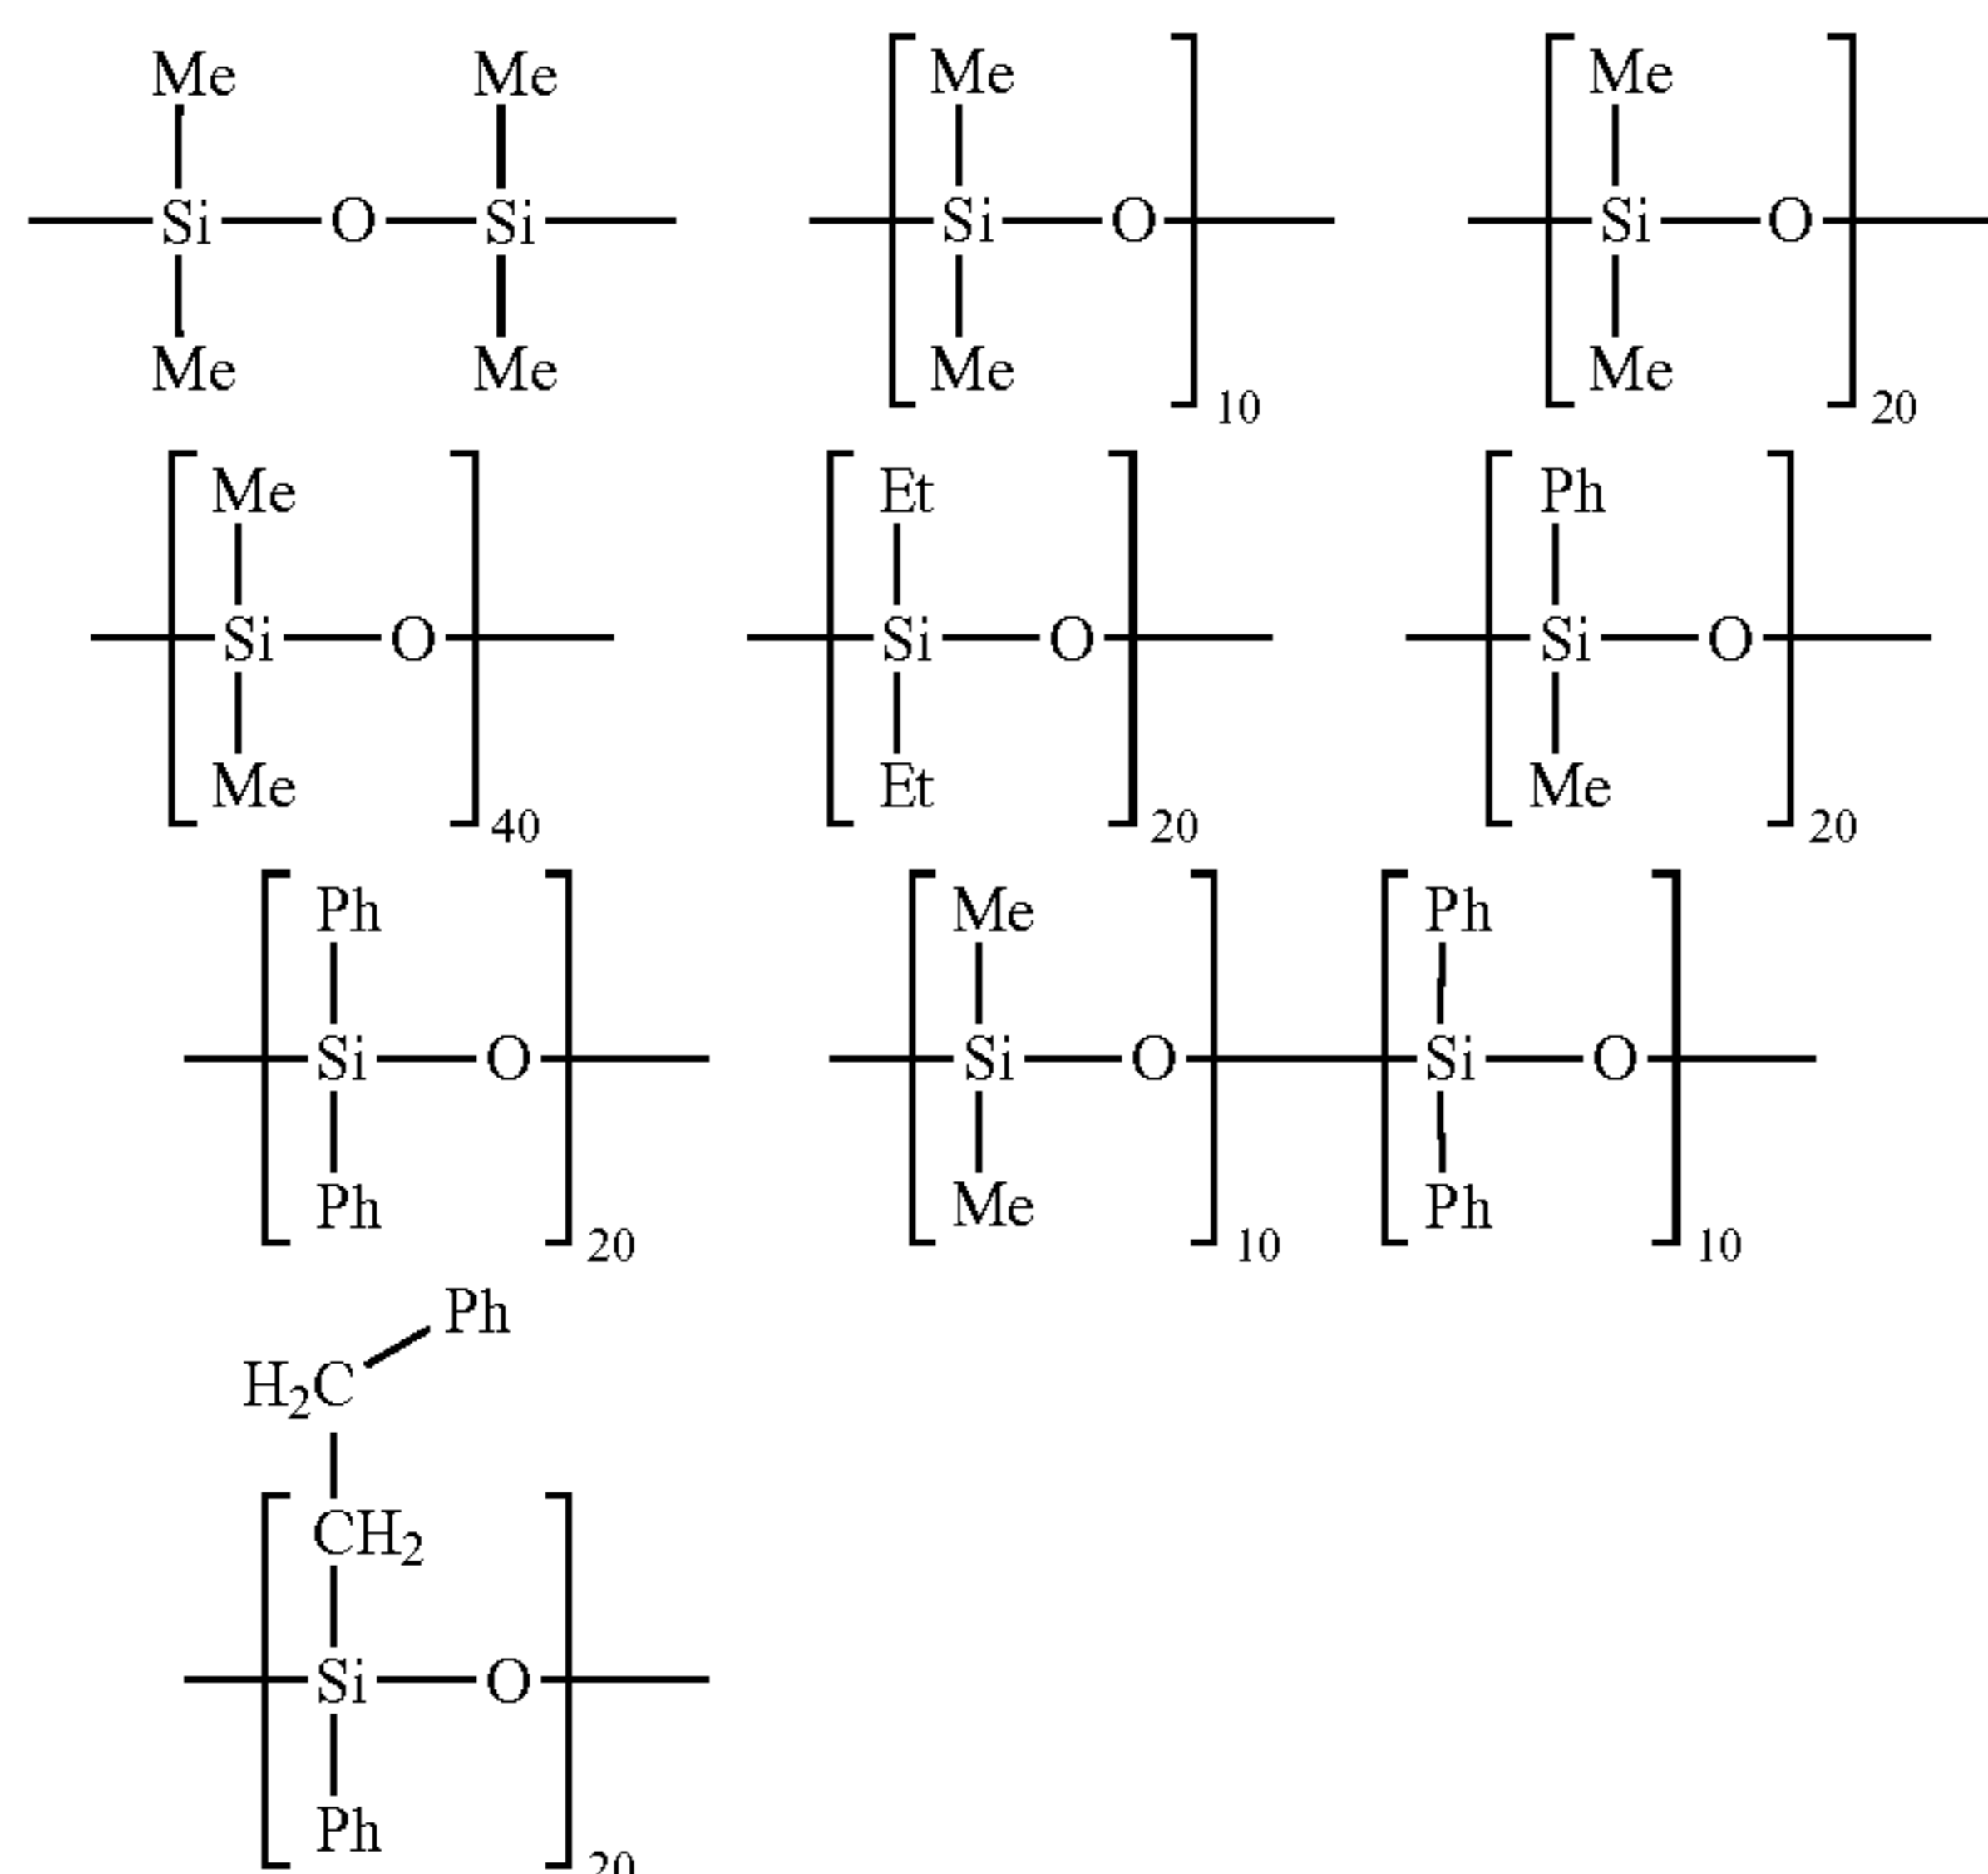 Me Me Me Me
Si O Si Si O Si O
Me Me Me Me
10 20
Me Et Ph
Si O Si O Si O
Me Et Me
40 20 20
Ph Me Ph
Si O Si O Si O
Ph Me Ph
20 10 10
Ph
H₂C
CH₂
Si O
Ph
20